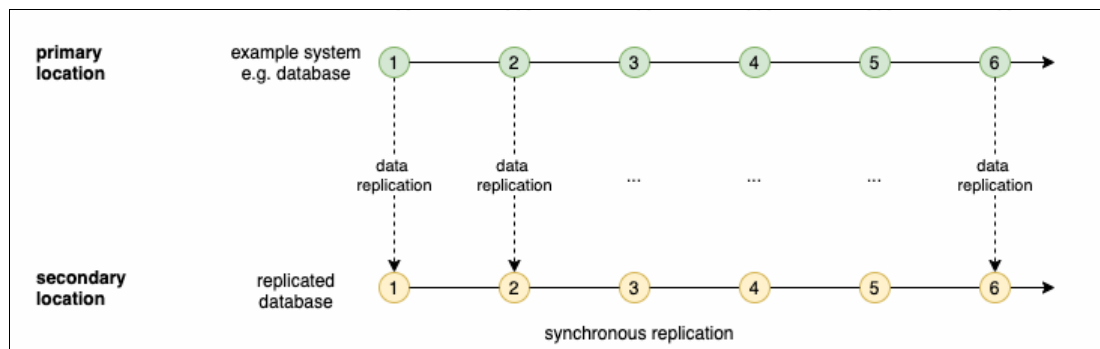 primary
location
example system
e.g. database
1
2
3
4
5
6
data
replication
data
replication
...
...
...
data
replication
secondary
location
replicated
database
1
2
3
4
5
6
synchronous replication